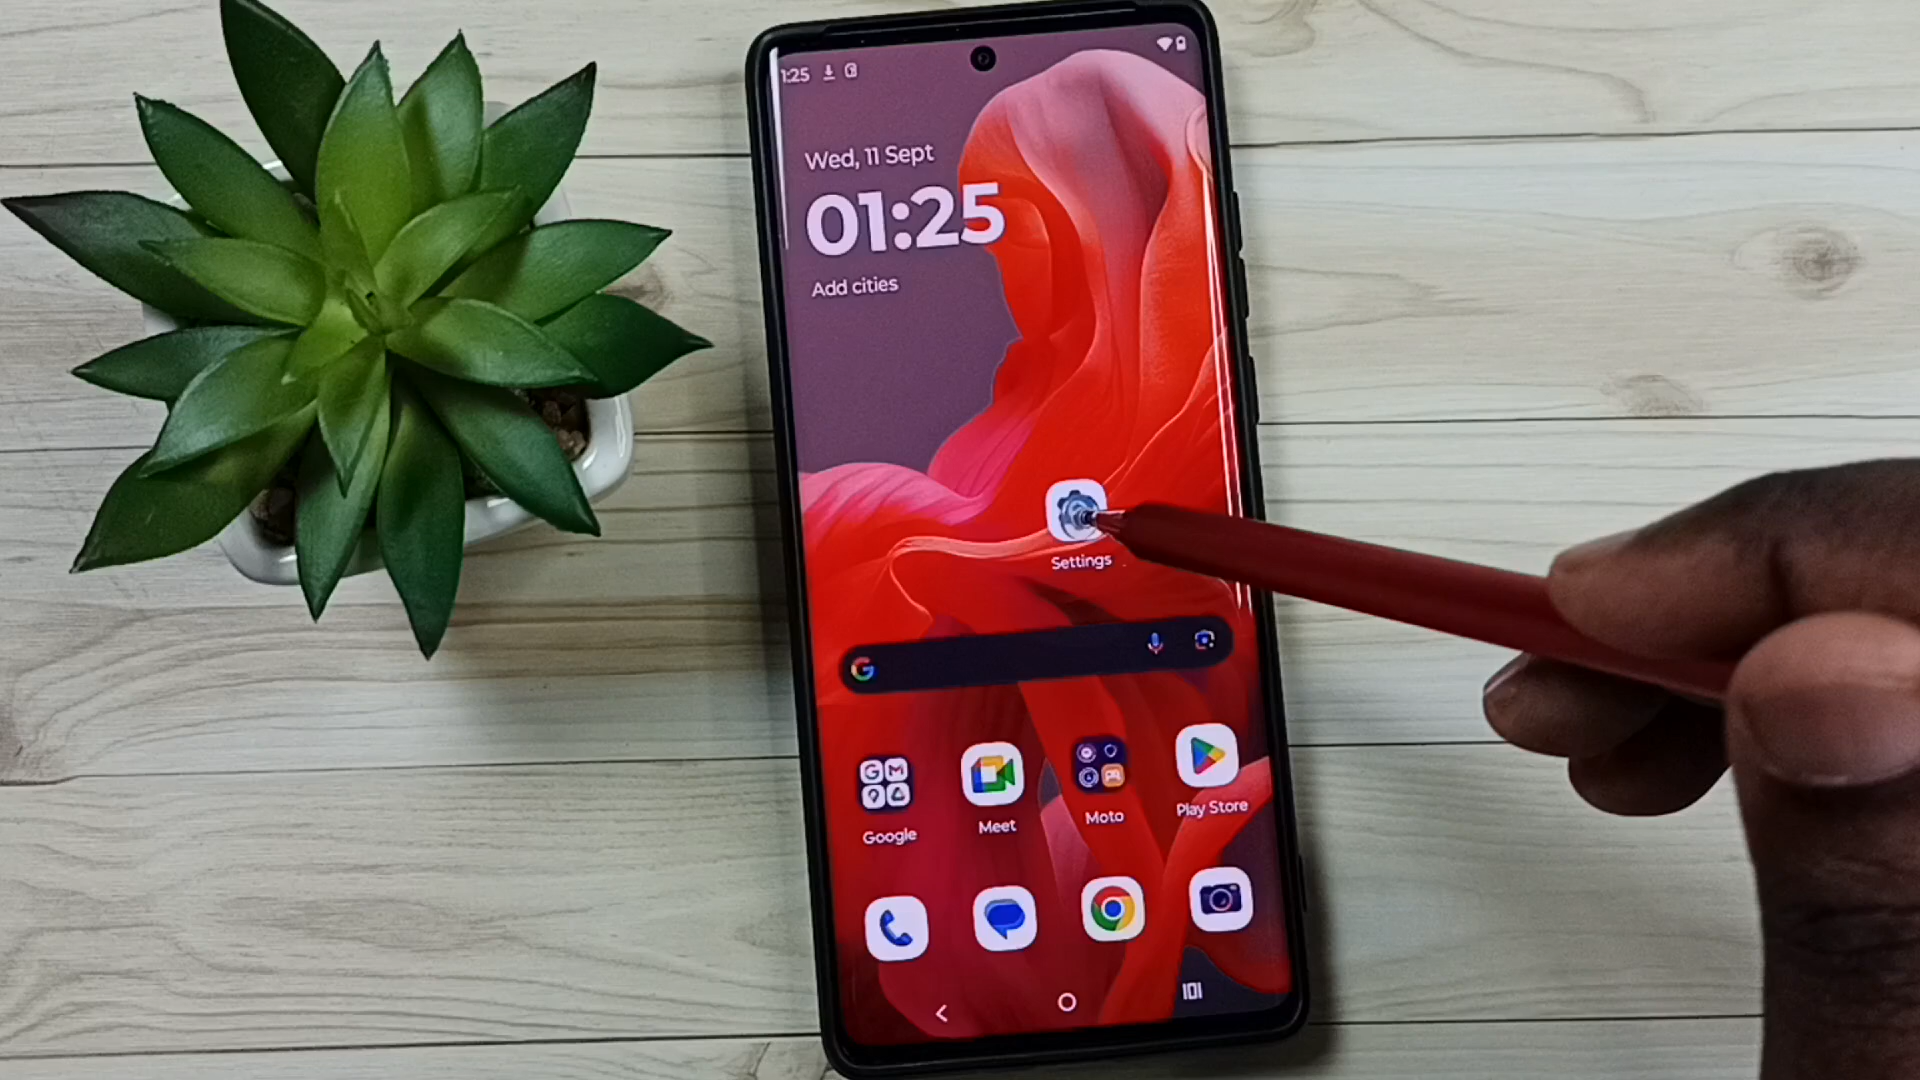 1:25
Wed, 11 Sept
01:25
Add cities
Settings
Google
Meet
Moto
Play Store